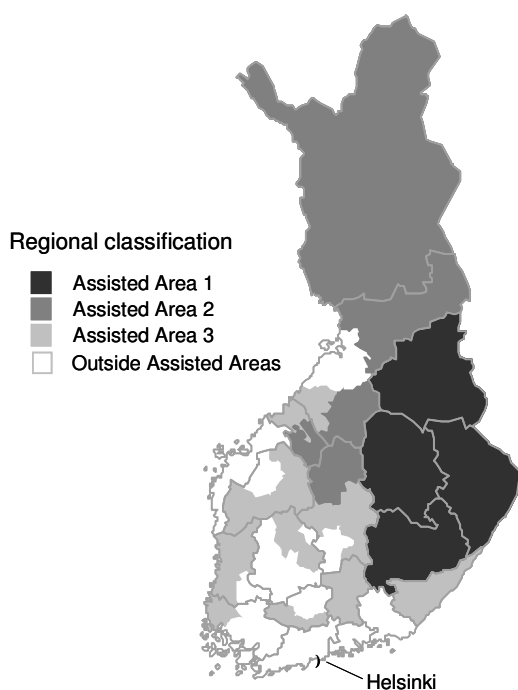 Regional classification
Assisted Area 1
Assisted Area 2
Assisted Area 3
Outside Assisted Areas
Helsinki